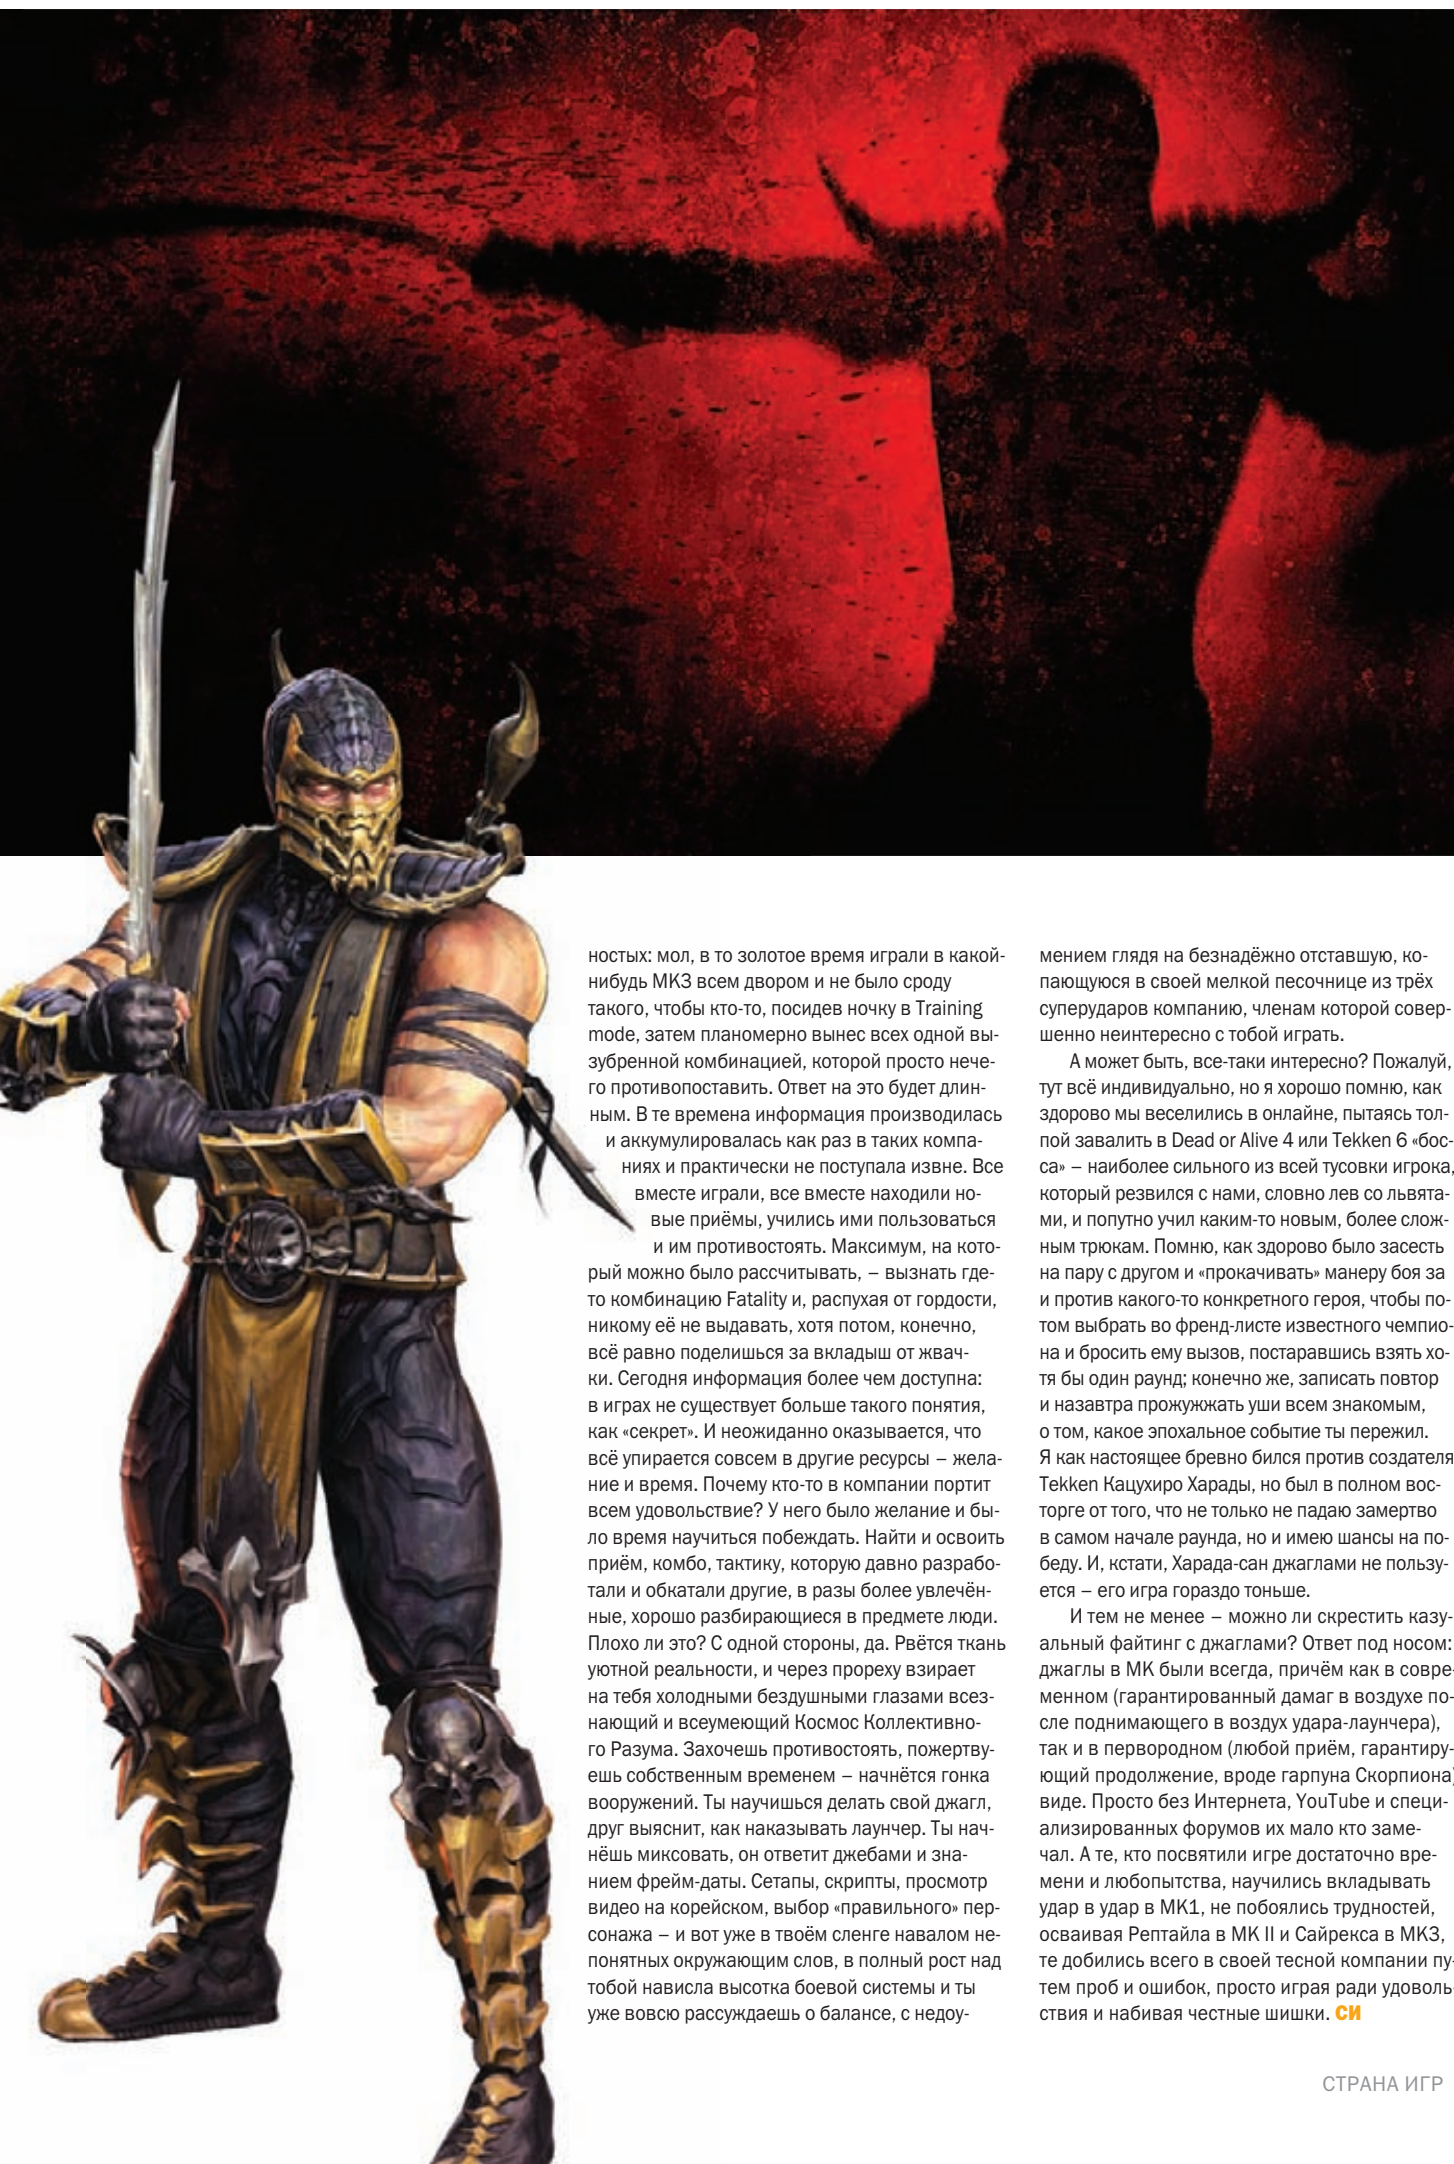 ностых: мол, в то золотое время играли в какой-
нибудь МК3 всем двором и не было сроду
такого, чтобы кто-то, посидев ночку в Training
mode, затем планомерно вынес всех одной вы-
зубренной комбинацией, которой просто нече-
го противопоставить. Ответ на это будет длин-
ным. В те времена информация производилась
и аккумулировалась как раз в таких компа-
ниях и практически не поступала извне. Все
вместе играли, все вместе находили но-
вые приёмы, учились ими пользоваться
и им противостоять. Максимум, на кото-
рый можно было рассчитывать, – вызнать где-
то комбинацию Fatality и, распухая от гордости,
никому её не выдавать, хотя потом, конечно,
всё равно поделишься за вкладыш от жвач-
ки. Сегодня информация более чем доступна:
в играх не существует больше такого понятия,
как «секрет». И неожиданно оказывается, что
всё упирается совсем в другие ресурсы – жела-
ние и время. Почему кто-то в компании портит
всем удовольствие? У него было желание и бы-
ло время научиться побеждать. Найти и освоить
приём, комбо, тактику, которую давно разрабо-
тали и обкатали другие, в разы более увлечён-
ные, хорошо разбирающиеся в предмете люди.
Плохо ли это? С одной стороны, да. Рвётся ткань
уютной реальности, и через прореху взирает
на тебя холодными бездушными глазами всез-
нающий и всеумеющий Космос Коллективно-
го Разума. Захочешь противостоять, пожертву-
ешь собственным временем – начнётся гонка
вооружений. Ты научишься делать свой джагл,
друг выяснит, как наказывать лаунчер. Ты нач-
нёшь миксовать, он ответит джебами и зна-
нием фрейм-даты. Сетапы, скрипты, просмотр
видео на корейском, выбор «правильного» пер-
сонажа – и вот уже в твоём сленге навалом не-
понятных окружающим слов, в полный рост над
тобой нависла высотка боевой системы и ты
уже вовсю рассуждаешь о балансе, с недоу-
мением глядя на безнадёжно отставшую, ко-
пающуюся в своей мелкой песочнице из трёх
суперударов компанию, членам которой совер-
шенно неинтересно с тобой играть.
А может быть, все-таки интересно? Пожалуй,
тут всё индивидуально, но я хорошо помню, как
здорово мы веселились в онлайне, пытаясь тол-
пой завалить в Dead or Alive 4 или Tekken 6 «бос-
са» – наиболее сильного из всей тусовки игрока,
который резвился с нами, словно лев со львята-
ми, и попутно учил каким-то новым, более слож-
ным трюкам. Помню, как здорово было засесть
на пару с другом и «прокачивать» манеру боя за
и против какого-то конкретного героя, чтобы по-
том выбрать во френд-листе известного чемпио-
на и бросить ему вызов, постаравшись взять хо-
тя бы один раунд; конечно же, записать повтор
и назавтра прожужжать уши всем знакомым,
о том, какое эпохальное событие ты пережил.
Я как настоящее бревно бился против создателя
Tekken Кацухиро Харады, но был в полном вос-
торге от того, что не только не падаю замертво
в самом начале раунда, но и имею шансы на по-
беду. И, кстати, Харада-сан джаглами не пользу-
ется – его игра гораздо тоньше.
И тем не менее – можно ли скрестить казу-
альный файтинг с джаглами? Ответ под носом:
джаглы в МК были всегда, причём как в совре-
менном (гарантированный дамаг в воздухе по-
сле поднимающего в воздух удара-лаунчера),
так и в первородном (любой приём, гарантиру-
ющий продолжение, вроде гарпуна Скорпиона)
виде. Просто без Интернета, YouTube и специ-
ализированных форумов их мало кто заме-
чал. А те, кто посвятили игре достаточно вре-
мени и любопытства, научились вкладывать
удар в удар в МК1, не побоялись трудностей,
осваивая Рептайла в МК II и Сайрекса в МК3,
те добились всего в своей тесной компании пу-
тем проб и ошибок, просто играя ради удоволь-
ствия и набивая честные шишки. СИ
СТРАНА ИГР